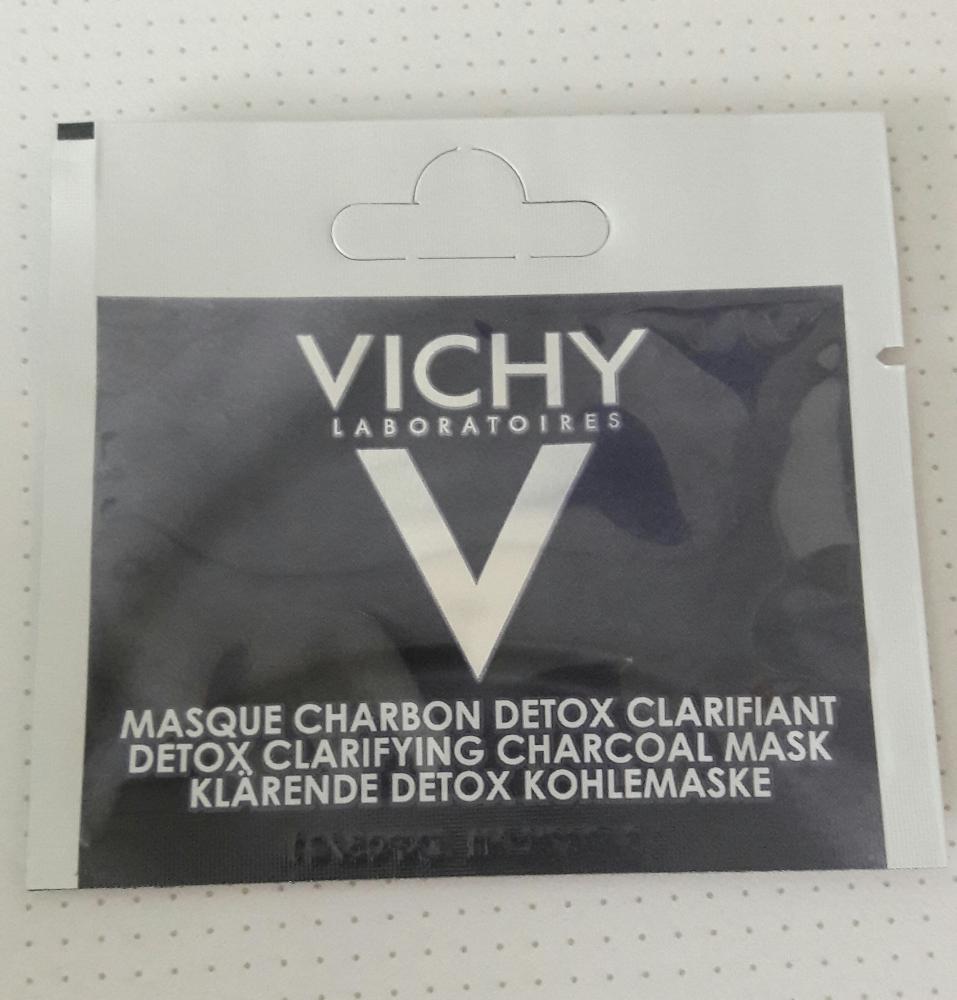 VICHY
LABORATOIRES
V
MASQUE CHARBON DETOX CLARIFIANT
DETOX CLARIFYING CHARCOAL MASK
KLÄRENDE DETOX KOHLEMASKE